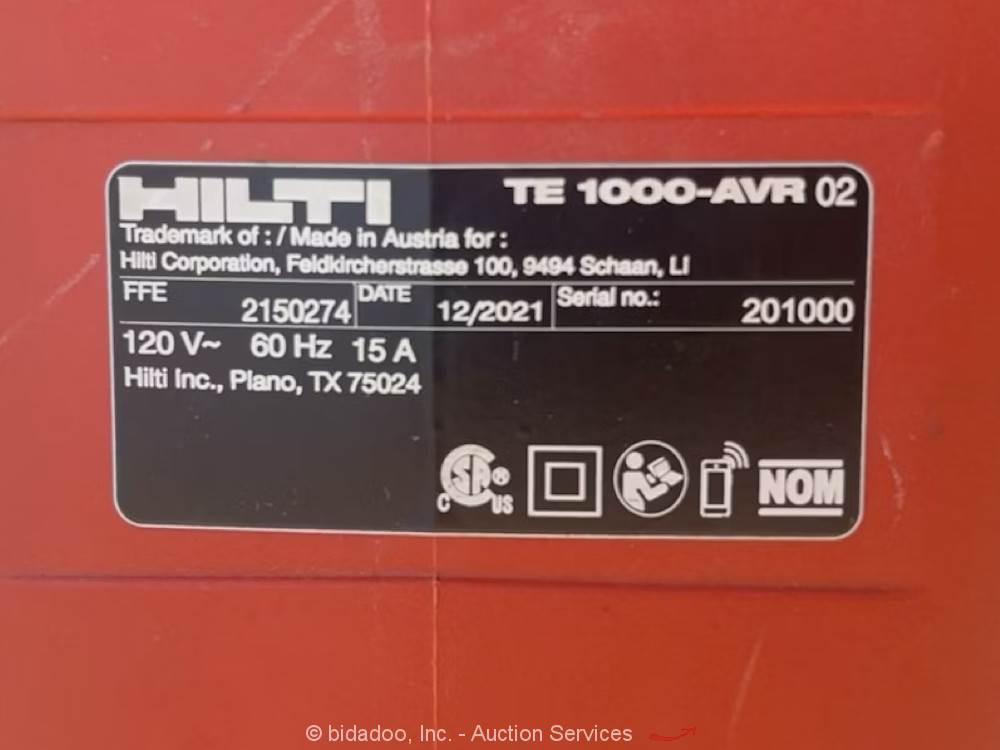 HILTI TE 1000-AVR 02
Trademark of : / Made in Austria for :
Hilti Corporation, Feldkircherstrasse 100, 9494 Schaan, LI
FFE 2150274 DATE 12/2021 Serial no.: 201000
120 V~ 60 Hz 15 A
Hilti Inc., Plano, TX 75024
C SA ® US NOM
© bidadoo, Inc. - Auction Services